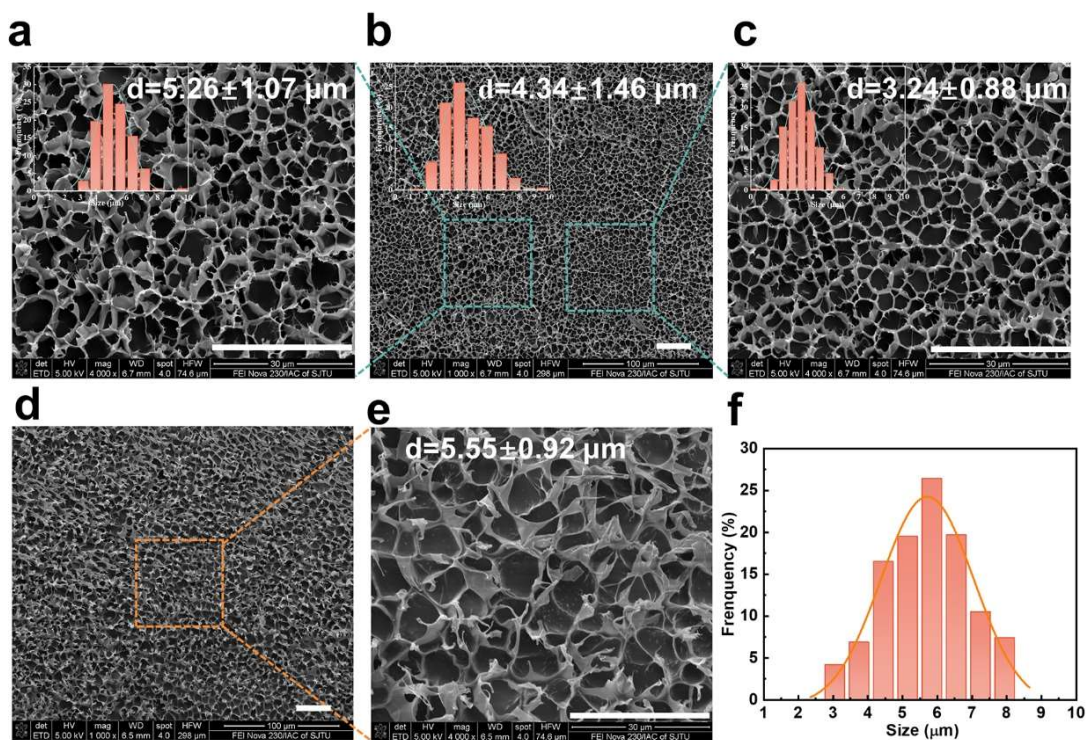 a
b
c
d=5.26±1.07 μm
d=4.34±1.46 μm
d=3.24±0.88 μm
Size (μm)
Size (μm)
Size (μm)
det HV mag WD spot HFW 30 μm
ETD 5.00 kV 4 000 x 6.7 mm 4.0 74.6 μm FEI Nova 230/IAC of SJTU
det HV mag WD spot HFW 100 μm
ETD 5.00 kV 1 000 x 6.7 mm 4.0 298 μm FEI Nova 230/IAC of SJTU
det HV mag WD spot HFW 30 μm
ETD 5.00 kV 4 000 x 6.7 mm 4.0 74.6 μm FEI Nova 230/IAC of SJTU
d
e
f
d=5.55±0.92 μm
det HV mag WD spot HFW 100 μm
ETD 5.00 kV 1 000 x 6.5 mm 4.0 298 μm FEI Nova 230/IAC of SJTU
det HV mag WD spot HFW 30 μm
ETD 5.00 kV 4 000 x 6.5 mm 4.0 74.6 μm FEI Nova 230/IAC of SJTU
Frenquency (%)
30
25
20
15
10
5
0
1 2 3 4 5 6 7 8 9 10
Size (μm)